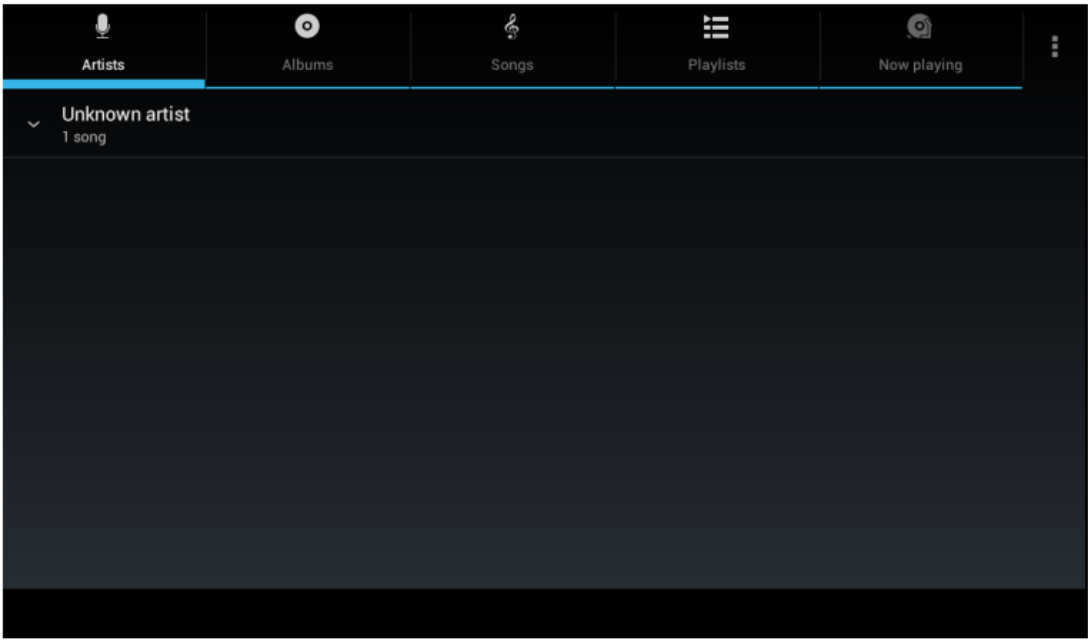 Artists
Albums
Songs
Playlists
Now playing
Unknown artist
1 song